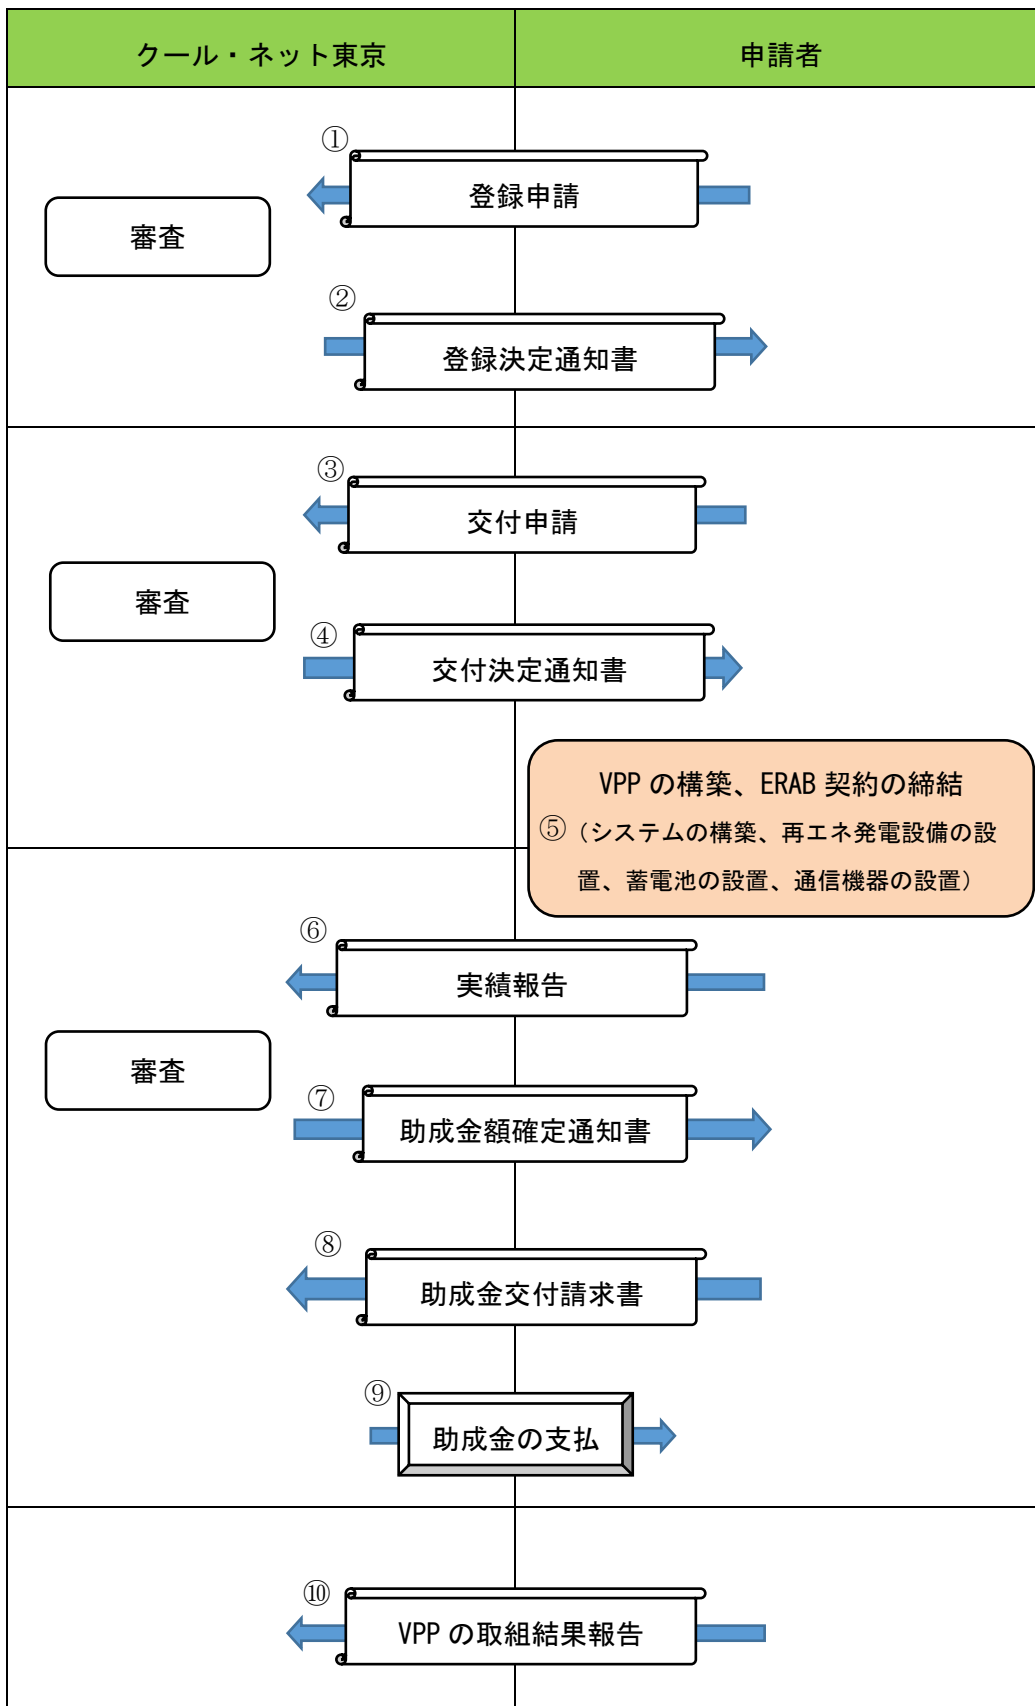 クール・ネット東京
申請者
①
登録申請
審査
②
登録決定通知書
③
交付申請
審査
④
交付決定通知書
VPP の構築、ERAB 契約の締結
⑤（システムの構築、再エネ発電設備の設
置、蓄電池の設置、通信機器の設置）
⑥
実績報告
審査
⑦
助成金額確定通知書
⑧
助成金交付請求書
⑨
助成金の支払
⑩
VPP の取組結果報告